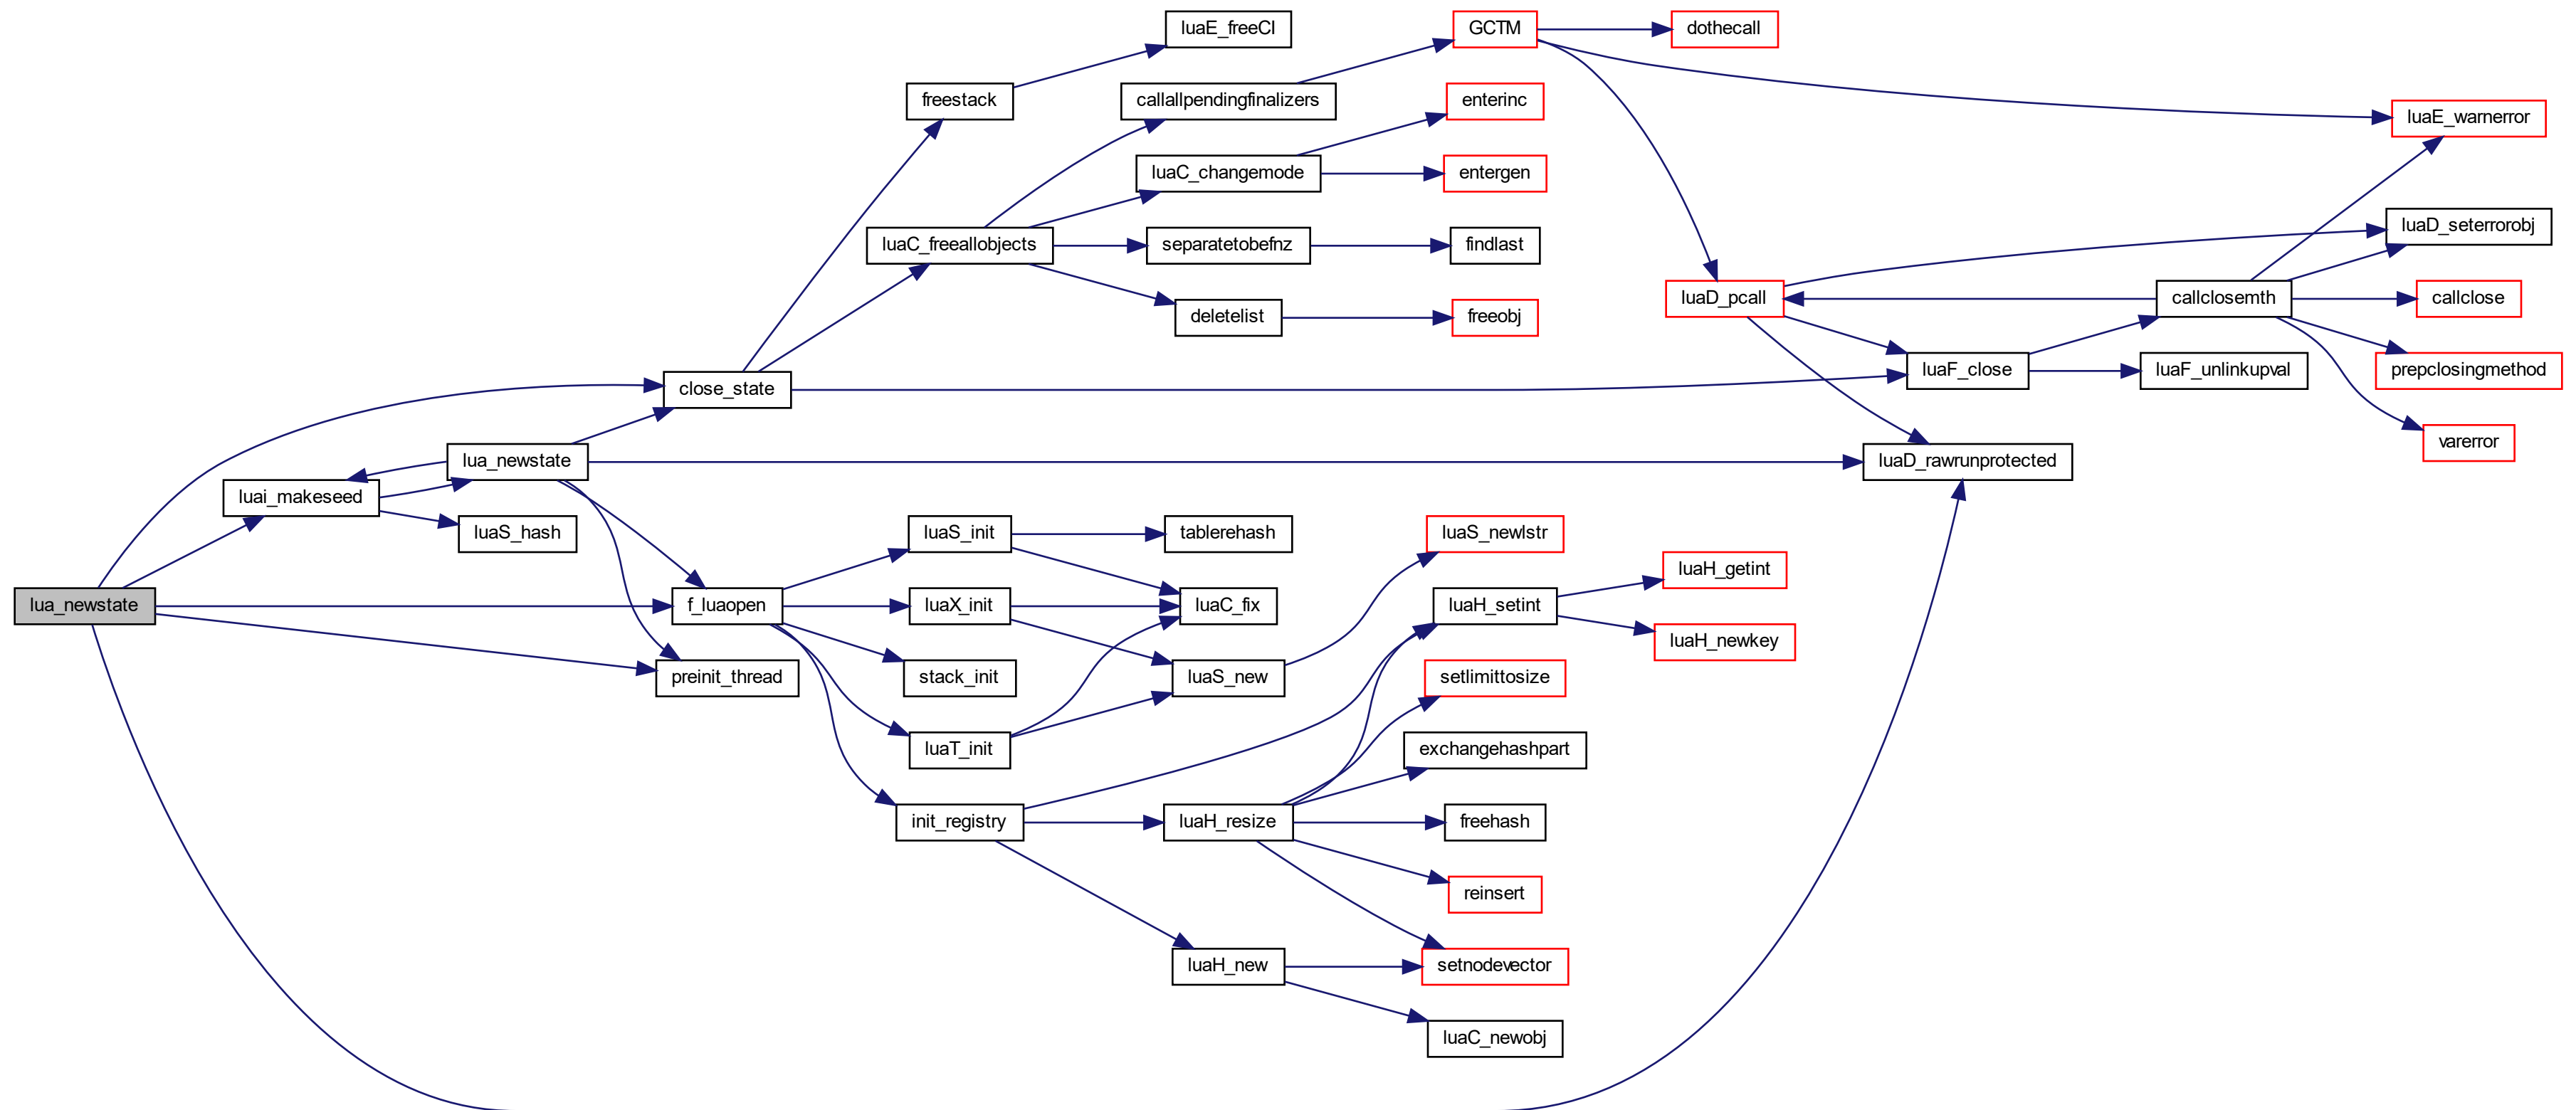 luaE_freeCI
GCTM
dothecall
freestack
callallpendingfinalizers
enterinc
luaE_warnerror
luaC_changemode
entergen
luaC_freeallobjects
separatetobefnz
findlast
luaD_seterrorobj
deletelist
freeobj
luaD_pcall
callclosemth
callclose
close_state
luaF_close
luaF_unlinkupval
prepclosingmethod
varerror
lua_newstate
luaD_rawrunprotected
luai_makeseed
luaS_hash
luaS_init
tablerehash
luaS_newlstr
luaH_getint
lua_newstate
f_luaopen
luaX_init
luaC_fix
luaH_setint
luaH_newkey
preinit_thread
stack_init
luaS_new
setlimittosize
luaT_init
exchangehashpart
init_registry
luaH_resize
freehash
reinsert
luaH_new
setnodevector
luaC_newobj